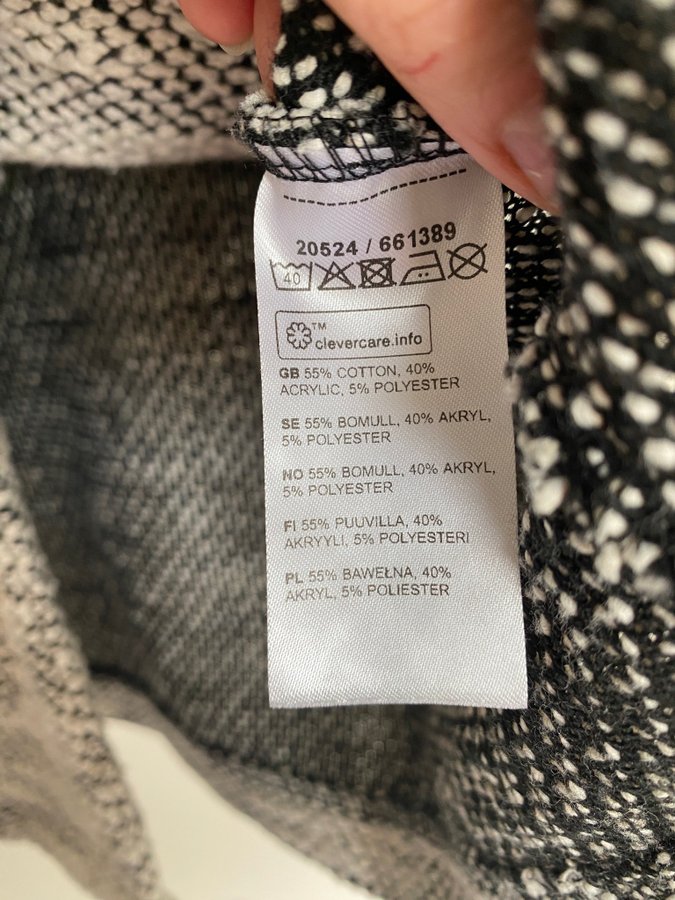 20524 / 661389
40
™
clevercare.info
GB 55% COTTON, 40%
ACRYLIC, 5% POLYESTER
SE 55% BOMULL, 40% AKRYL,
5% POLYESTER
NO 55% BOMULL, 40% AKRYL,
5% POLYESTER
FI 55% PUUVILLA, 40%
AKRYYLI, 5% POLYESTERI
PL 55% BAWEŁNA, 40%
AKRYL, 5% POLIESTER